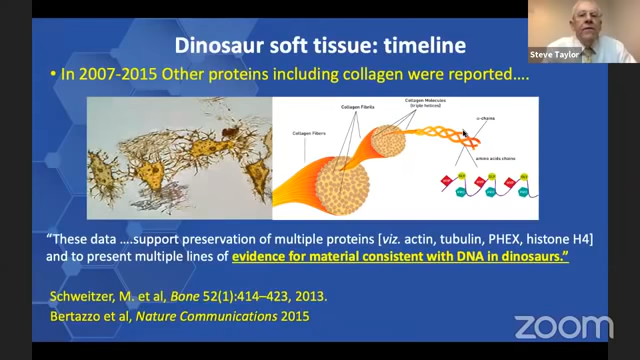 Dinosaur soft tissue: timeline
Steve Taylor
• In 2007-2015 Other proteins including collagen were reported….
Collagen Molecules
(triple helices)
Collagen Fibrils
α-chains
Collagen Fibers
amino acids chains
“These data ….support preservation of multiple proteins [viz. actin, tubulin, PHEX, histone H4]
and to present multiple lines of evidence for material consistent with DNA in dinosaurs.”
Schweitzer, M. et al, Bone 52(1):414–423, 2013.
Bertazzo et al, Nature Communications 2015
zoom